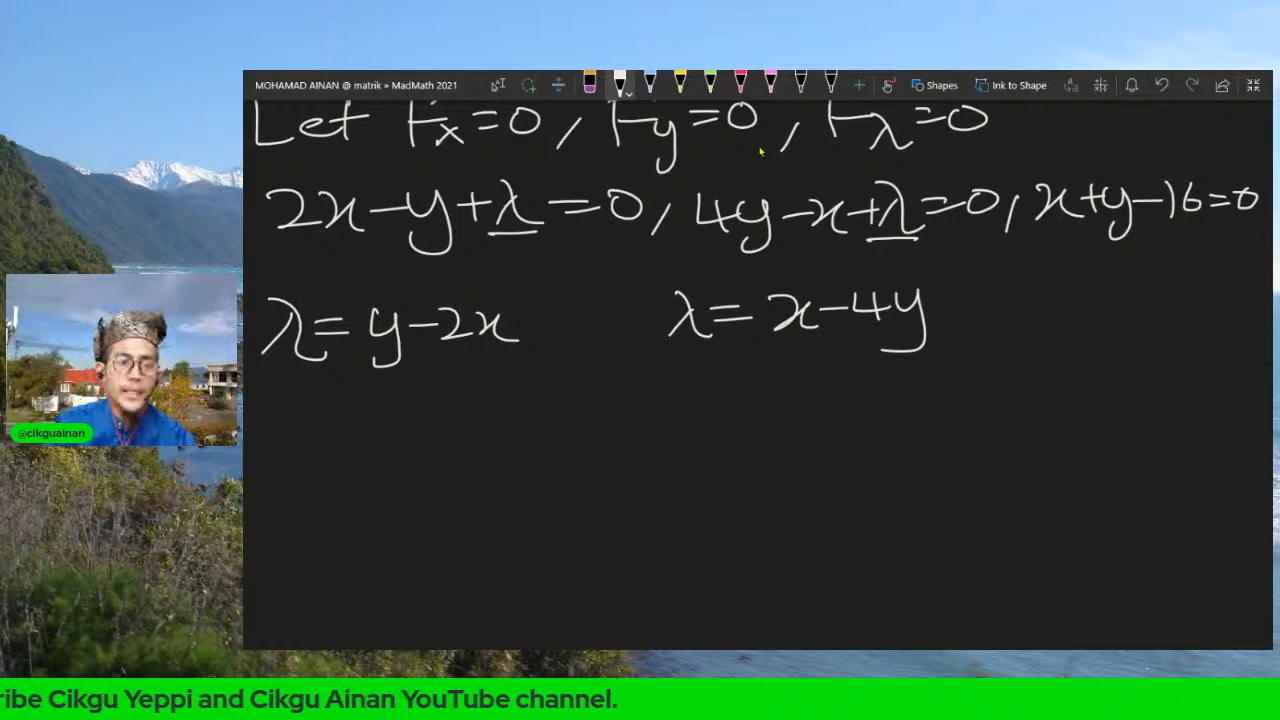 MOHAMAD AINAN @ matrik » MadMath 2021
Shapes
Ink to Shape
Let Fx=0, Fy=0, Fλ=0
2x-y+λ=0, 4y-x+λ=0, x+y-16=0
λ=y-2x
λ=x-4y
@cikguainan
ribe Cikgu Yeppi and Cikgu Ainan YouTube channel.